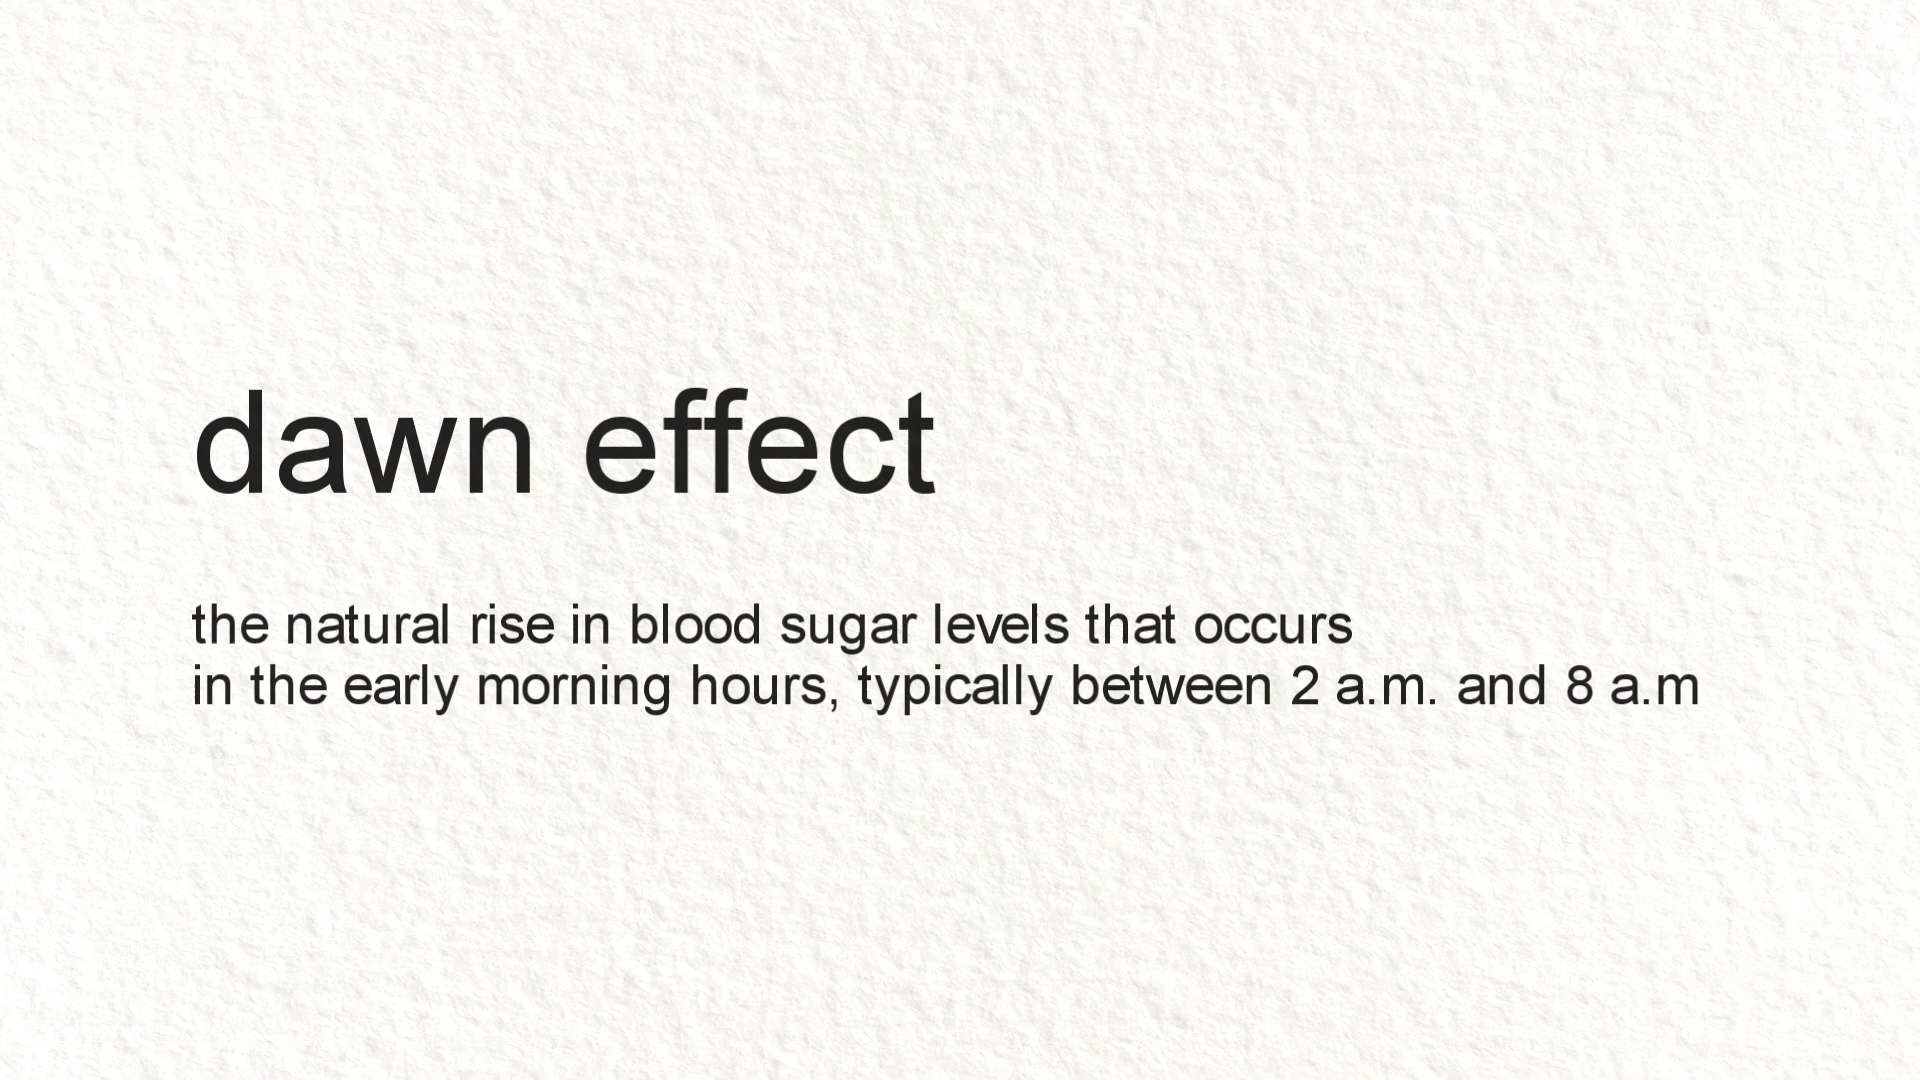 dawn effect
the natural rise in blood sugar levels that occurs
in the early morning hours, typically between 2 a.m. and 8 a.m